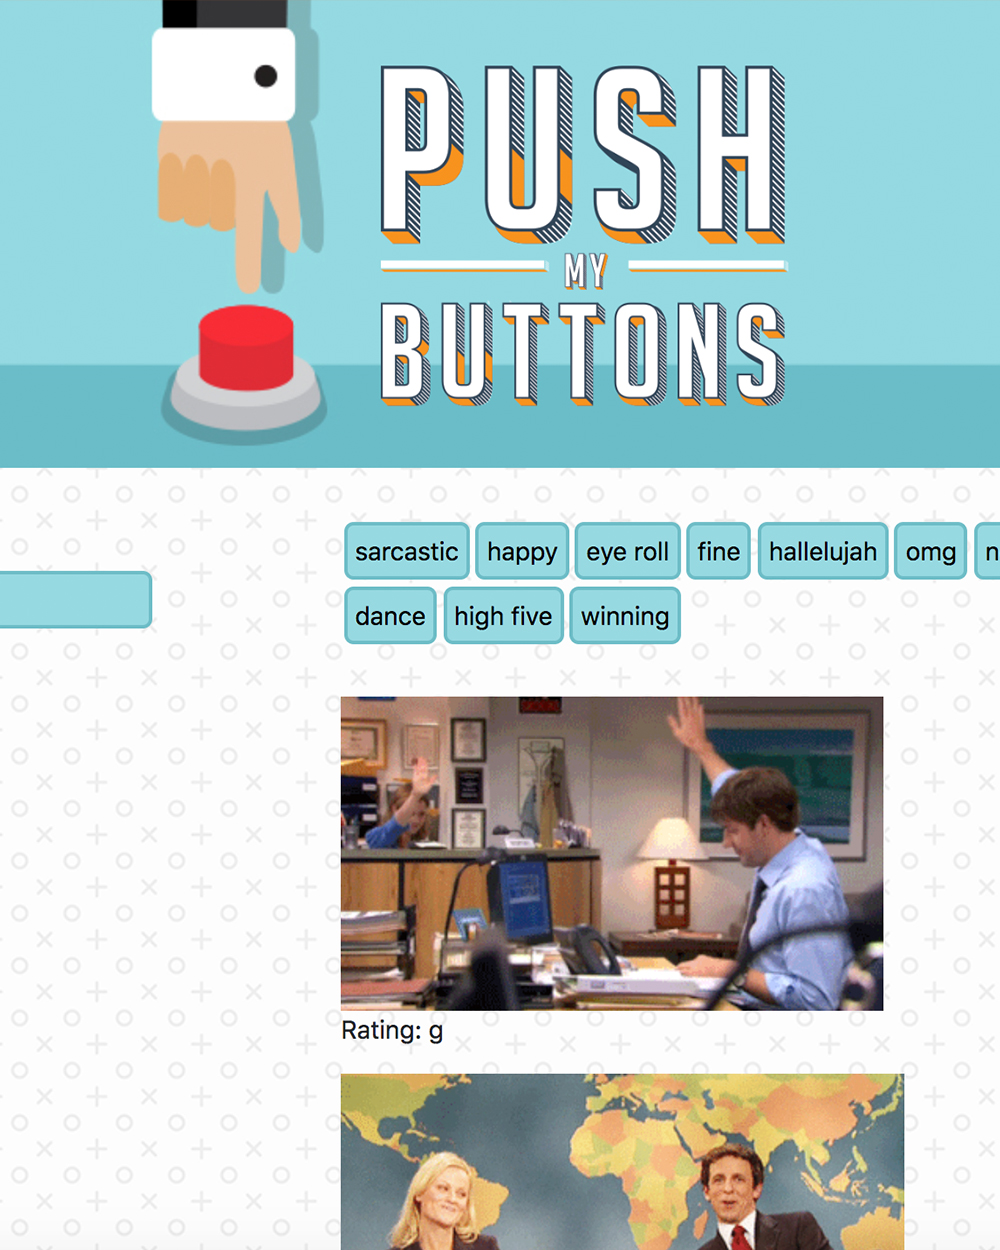 PUSH
MY
BUTTONS
sarcastic happy eye roll fine hallelujah omg n
dance high five winning
Rating: g